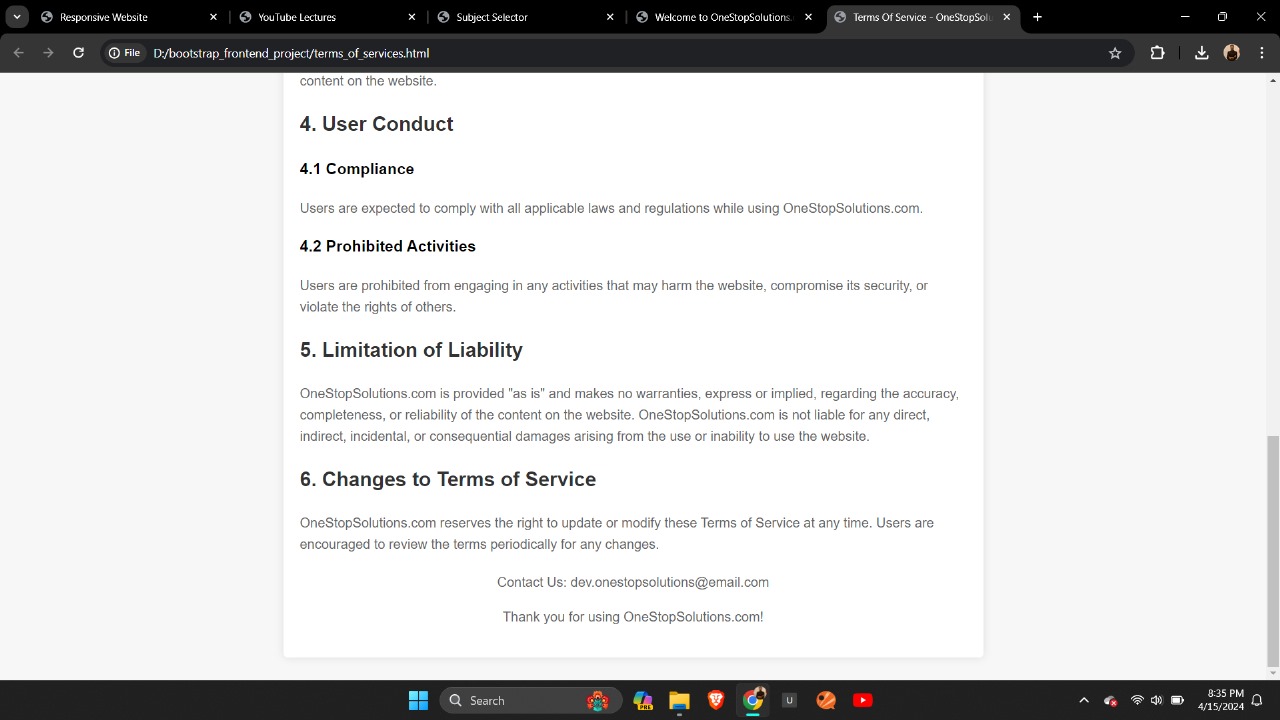 Responsive Website
YouTube Lectures
Subject Selector
Welcome to OneStopSolutions.
Terms Of Service - OneStopSol
File
D:/bootstrap_frontend_project/terms_of_services.html
content on the website.
4. User Conduct
4.1 Compliance
Users are expected to comply with all applicable laws and regulations while using OneStopSolutions.com.
4.2 Prohibited Activities
Users are prohibited from engaging in any activities that may harm the website, compromise its security, or
violate the rights of others.
5. Limitation of Liability
OneStopSolutions.com is provided "as is" and makes no warranties, express or implied, regarding the accuracy,
completeness, or reliability of the content on the website. OneStopSolutions.com is not liable for any direct,
indirect, incidental, or consequential damages arising from the use or inability to use the website.
6. Changes to Terms of Service
OneStopSolutions.com reserves the right to update or modify these Terms of Service at any time. Users are
encouraged to review the terms periodically for any changes.
Contact Us: dev.onestopsolutions@email.com
Thank you for using OneStopSolutions.com!
Search
PRE
U
8:35 PM
4/15/2024